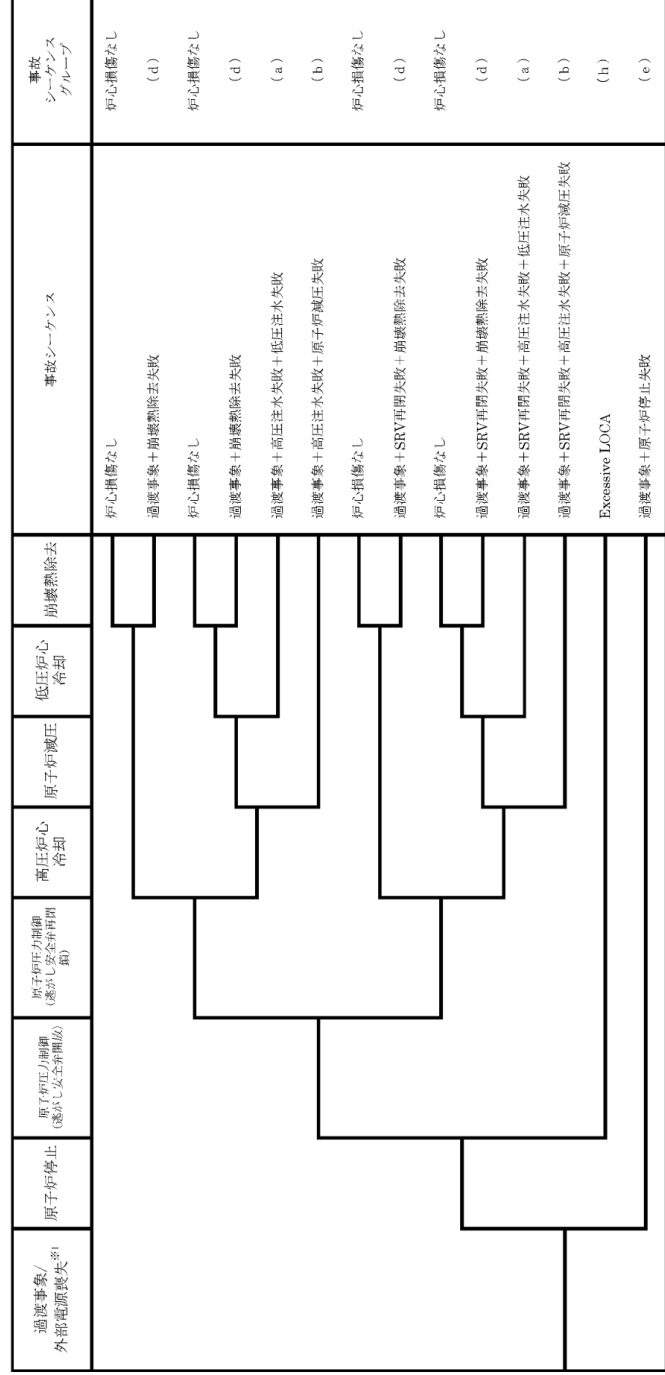 過渡事象/
外部電源喪失※1
原子炉停止
原子炉圧力制御
(逃がし安全弁開放)
原子炉圧力制御
(逃がし安全弁再閉
鎖)
高圧炉心
冷却
原子炉減圧
低圧炉心
冷却
崩壊熱除去
事故シーケンス
事故
シーケンス
グループ
炉心損傷なし
炉心損傷なし
過渡事象＋崩壊熱除去失敗
(d)
炉心損傷なし
炉心損傷なし
過渡事象＋崩壊熱除去失敗
(d)
過渡事象＋高圧注水失敗＋低圧注水失敗
(a)
過渡事象＋高圧注水失敗＋原子炉減圧失敗
(b)
炉心損傷なし
炉心損傷なし
過渡事象＋SRV再閉失敗＋崩壊熱除去失敗
(d)
炉心損傷なし
炉心損傷なし
過渡事象＋SRV再閉失敗＋崩壊熱除去失敗
(d)
過渡事象＋SRV再閉失敗＋高圧注水失敗＋低圧注水失敗
(a)
過渡事象＋SRV再閉失敗＋高圧注水失敗＋原子炉減圧失敗
(b)
Excessive LOCA
(h)
過渡事象＋原子炉停止失敗
(e)